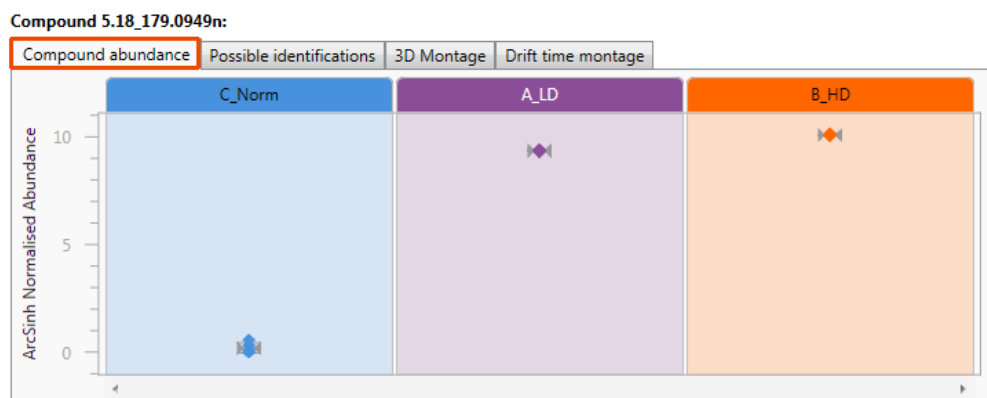 Compound 5.18_179.0949n:
Compound abundance Possible identifications 3D Montage Drift time montage
C_Norm A_LD B_HD
ArcSinh Normalised Abundance
10
5
0